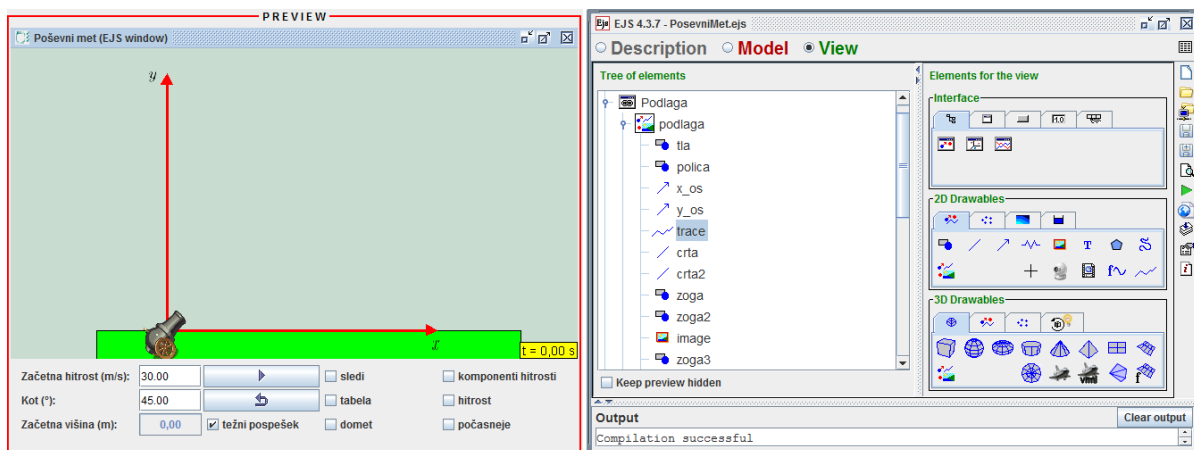 PREVIEW
Poševni met (EJS window)
y
x
t = 0,00 s
Začetna hitrost (m/s): 30.00 sledi komponenti hitrosti
Kot (°): 45.00 tabela hitrost
Začetna višina (m): 0,00 težni pospešek domet počasneje
Ejs EJS 4.3.7 - PosevniMet.ejs
Description Model View
Tree of elements
Podlaga
podlaga
tla
polica
x_os
y_os
trace
crta
crta2
zoga
zoga2
image
zoga3
Keep preview hidden
Elements for the view
Interface
2D Drawables
T
3D Drawables
Output Clear output
Compilation successful